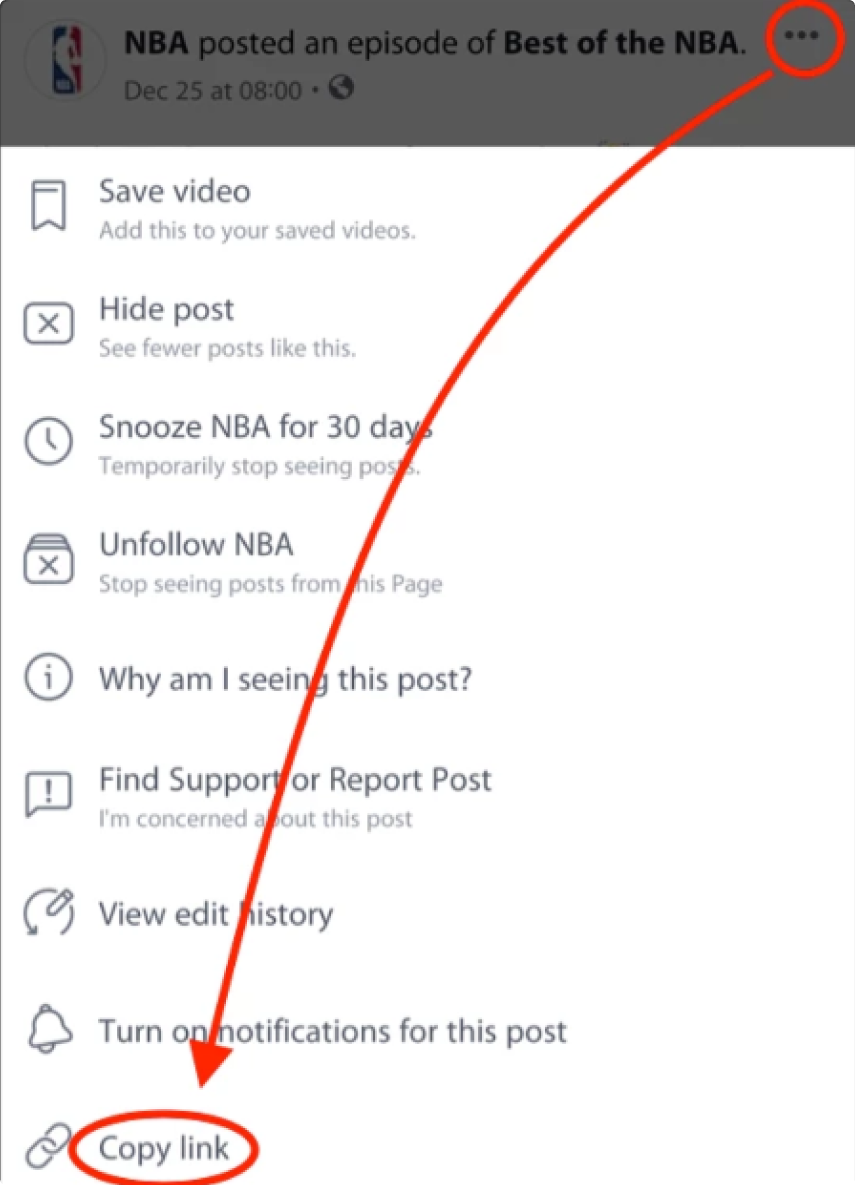 NBA posted an episode of Best of the NBA.
Dec 25 at 08:00 •
Save video
Add this to your saved videos.
Hide post
See fewer posts like this.
Snooze NBA for 30 days
Temporarily stop seeing posts.
Unfollow NBA
Stop seeing posts from this Page
Why am I seeing this post?
Find Support or Report Post
I'm concerned about this post
View edit history
Turn on notifications for this post
Copy link